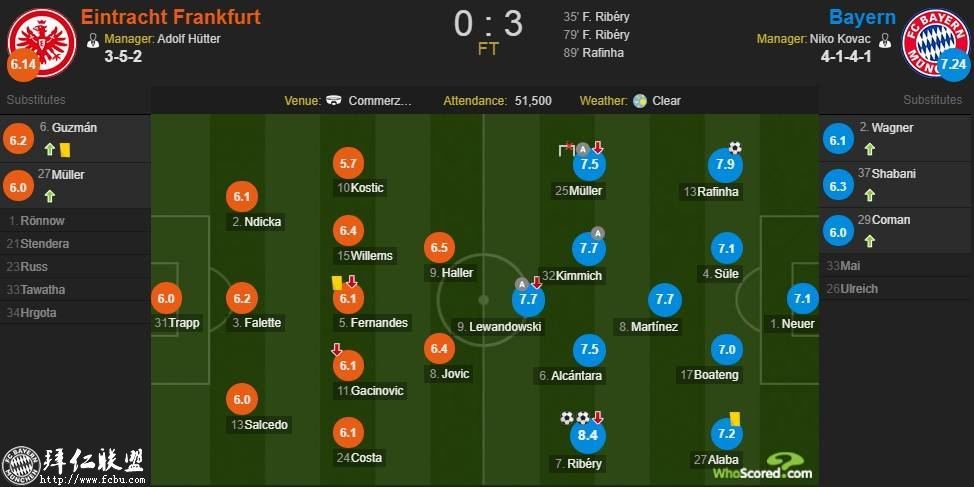 Eintracht Frankfurt
Manager: Adolf Hütter
3-5-2
6.14
0 : 3
FT
35' F. Ribéry
79' F. Ribéry
89' Rafinha
Bayern
Manager: Niko Kovac
4-1-4-1
7.24
FC BAYERN MÜNCHEN
Substitutes
Venue: Commerz... Attendance: 51,500 Weather: Clear
Substitutes
6.2 6. Guzmán
6.0 27 Müller
1. Rönnow
21 Stendera
23 Russ
33 Tawatha
34 Hrgota
6.0
31 Trapp
6.1
2. Ndicka
6.2
3. Falette
6.0
13 Salcedo
5.7
10 Kostic
6.4
15 Willems
6.1
5. Fernandes
6.1
11 Gacinovic
6.1
24 Costa
6.5
9. Haller
6.4
8. Jovic
A
7.5
25 Müller
A
7.7
32 Kimmich
A
7.7
9. Lewandowski
7.5
6. Alcántara
8.4
7. Ribéry
7.7
8. Martínez
7.9
13 Rafinha
7.1
4. Süle
7.0
17 Boateng
7.2
27 Alaba
7.1
1. Neuer
6.1 2. Wagner
6.3 37 Shabani
6.0 29 Coman
33 Mai
26 Ulreich
WhoScored.com
FC BAYERN MÜNCHEN
拜仁联盟
http://www.fcbu.com